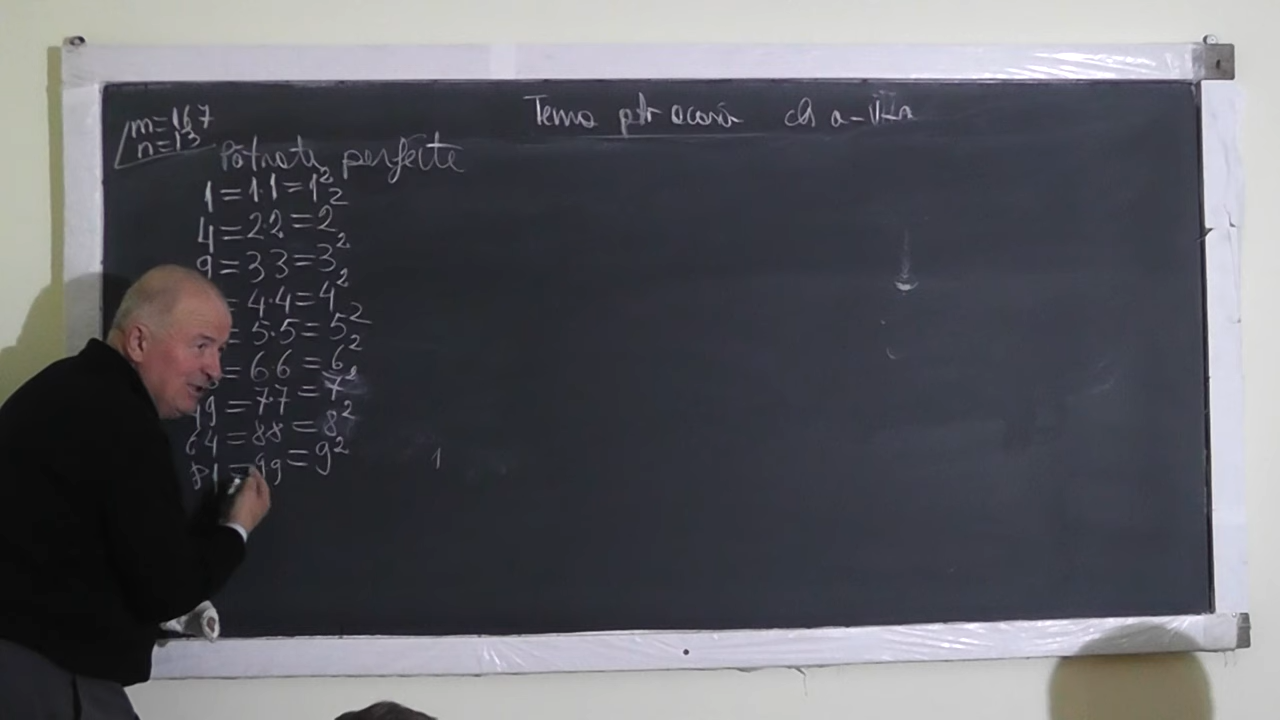 m=167
n=13
Tema ptr acasă cls a-VII-a
Pătrate perfecte
1=1·1=1²
4=2·2=2²
9=3 3=3²
=4·4=4²
=5·5=5²
=6 6=6²
49=7·7=7²
64=8 8=8²
81=9 9=9²
1